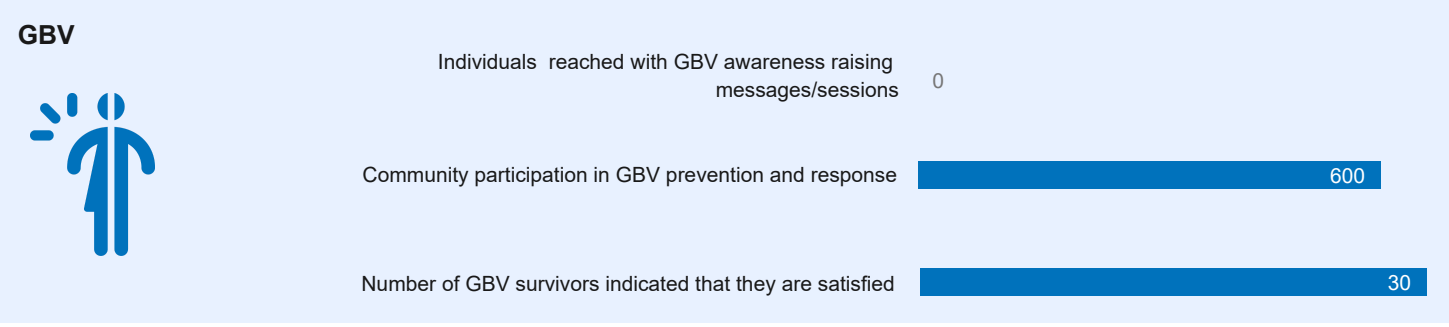 GBV
Individuals  reached with GBV awareness raising
messages/sessions
0
Community participation in GBV prevention and response
600
Number of GBV survivors indicated that they are satisfied
30